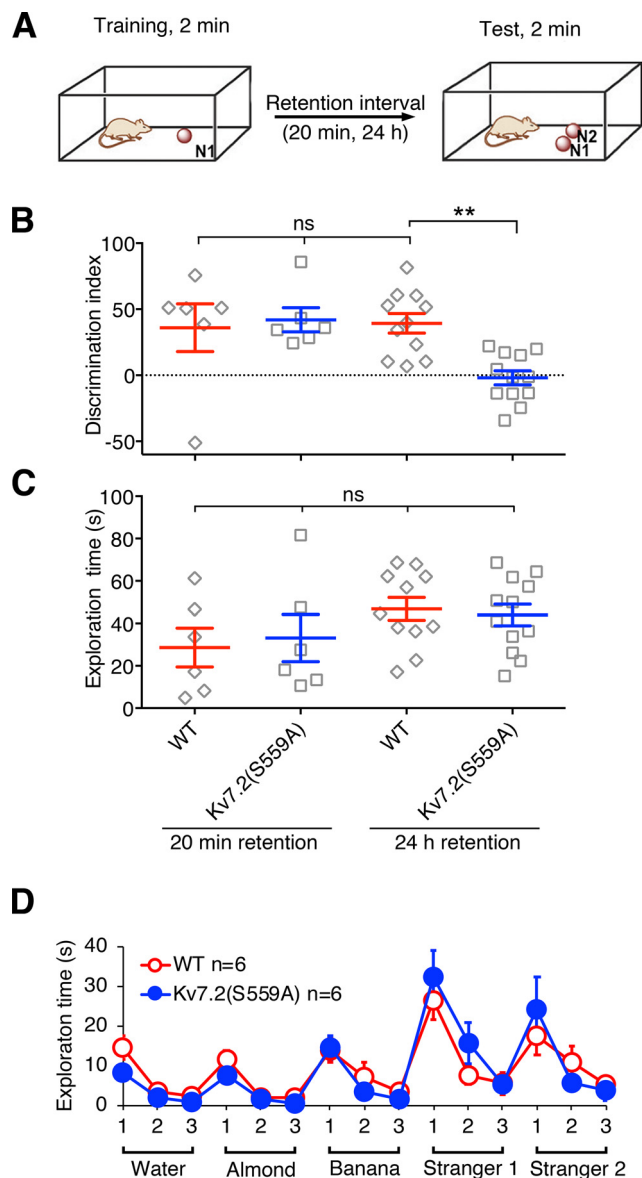 A
Training, 2 min
Test, 2 min
Retention interval
(20 min, 24 h)
N1
N2
N1
B
ns
**
Discrimination index
100
50
0
-50
C
ns
Exploration time (s)
100
80
60
40
20
0
WT
Kv7.2(S559A)
WT
Kv7.2(S559A)
20 min retention
24 h retention
D
Exploraton time (s)
40
30
20
10
0
WT n=6
Kv7.2(S559A) n=6
1 2 3 1 2 3 1 2 3 1 2 3 1 2 3
Water Almond Banana Stranger 1 Stranger 2